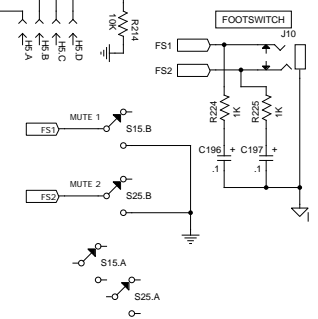 H5.A
H5.B
H5.C
H5.D
R214
10K
FOOTSWITCH
J10
FS1
FS2
R224
1K
R225
1K
C196
+
C197
+
.1
.1
MUTE 1
FS1
S15.B
MUTE 2
FS2
S25.B
S15.A
S25.A